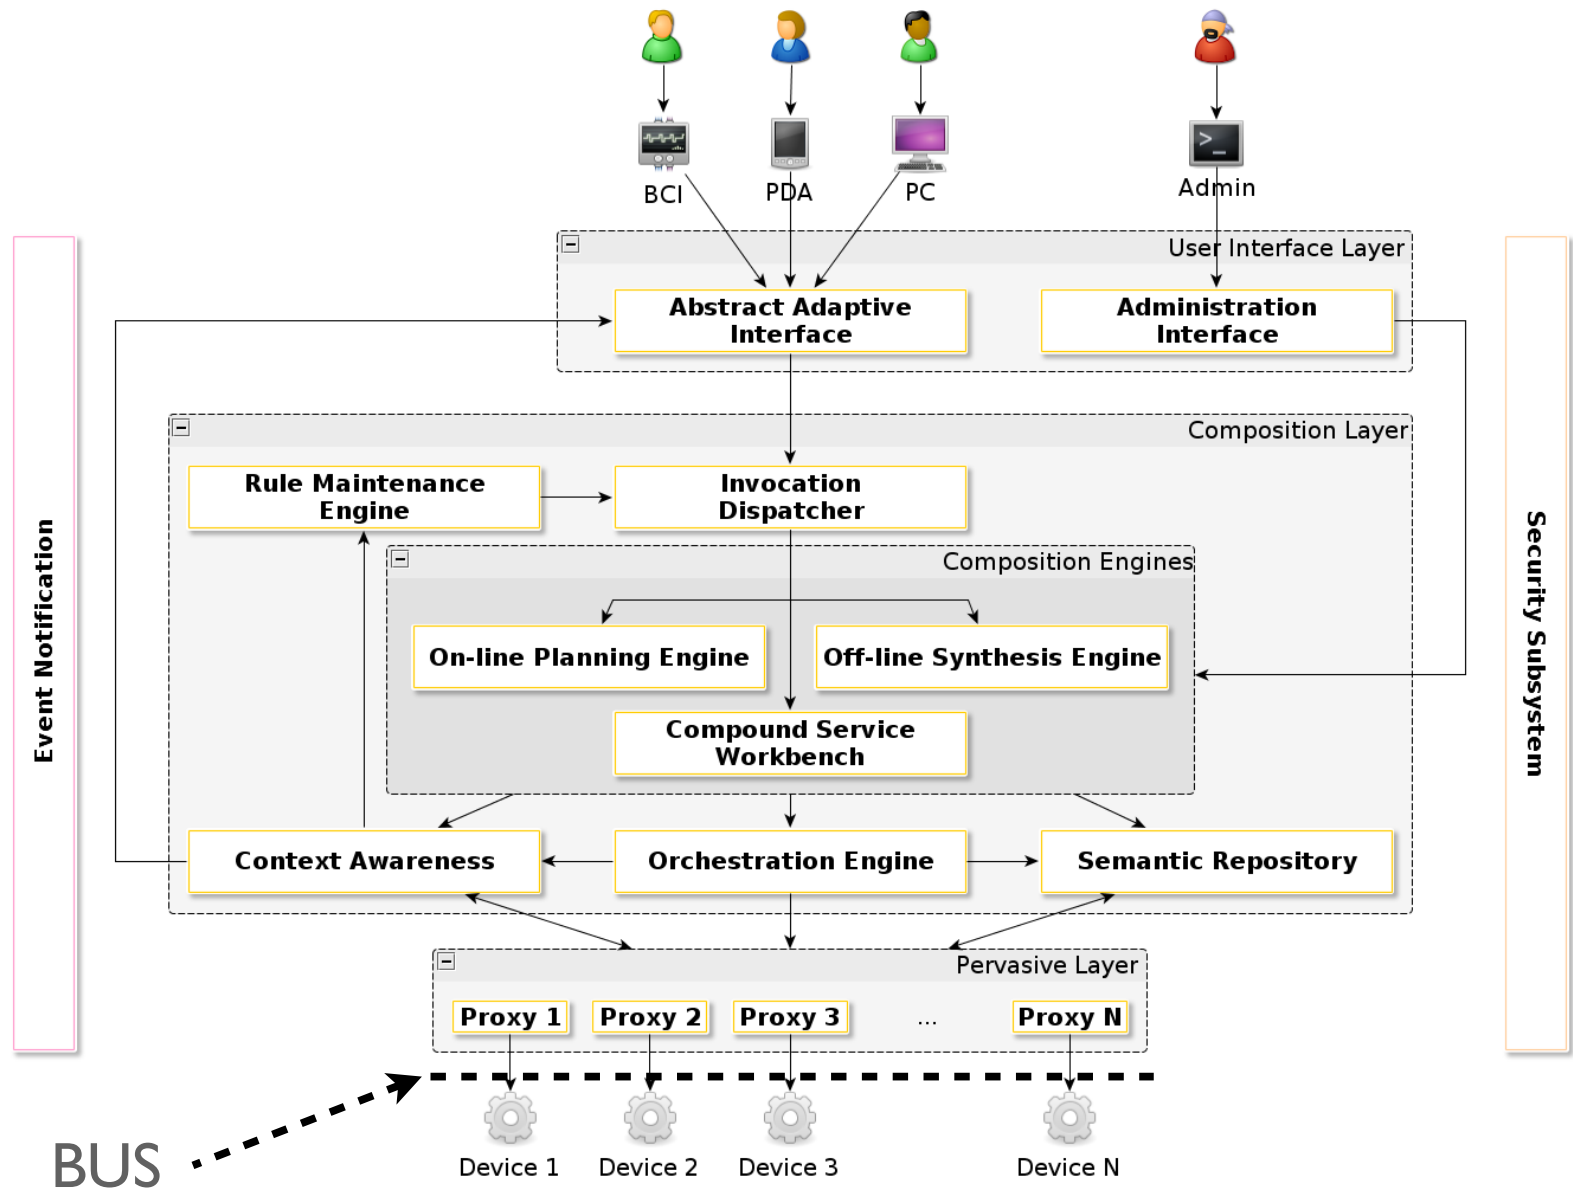 BCI
PDA
PC
Admin
User Interface Layer
Abstract Adaptive
Interface
Administration
Interface
Composition Layer
Rule Maintenance
Engine
Invocation
Dispatcher
Composition Engines
On-line Planning Engine
Off-line Synthesis Engine
Compound Service
Workbench
Context Awareness
Orchestration Engine
Semantic Repository
Pervasive Layer
Proxy 1
Proxy 2
Proxy 3
...
Proxy N
Device 1
Device 2
Device 3
Device N
BUS
Event Notification
Security Subsystem